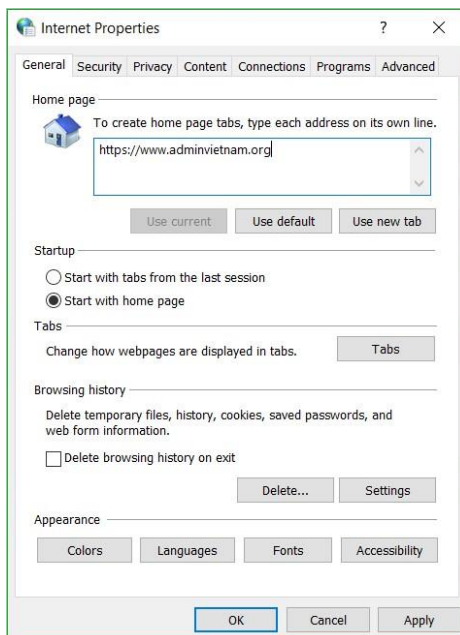 Internet Properties
General Security Privacy Content Connections Programs Advanced
Home page
To create home page tabs, type each address on its own line.
https://www.adminvietnam.org
Use current Use default Use new tab
Startup
Start with tabs from the last session
Start with home page
Tabs
Change how webpages are displayed in tabs. Tabs
Browsing history
Delete temporary files, history, cookies, saved passwords, and
web form information.
Delete browsing history on exit
Delete... Settings
Appearance
Colors Languages Fonts Accessibility
OK Cancel Apply